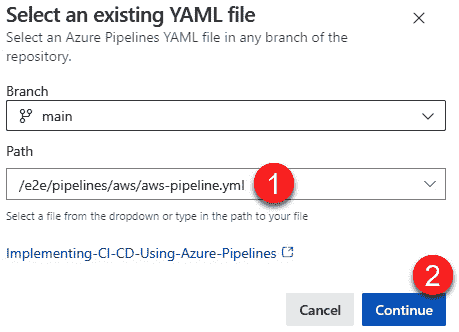 Select an existing YAML file
Select an Azure Pipelines YAML file in any branch of the
repository.
Branch
main
Path
/e2e/pipelines/aws/aws-pipeline.yml
1
Select a file from the dropdown or type in the path to your file
Implementing-CI-CD-Using-Azure-Pipelines
2
Cancel Continue